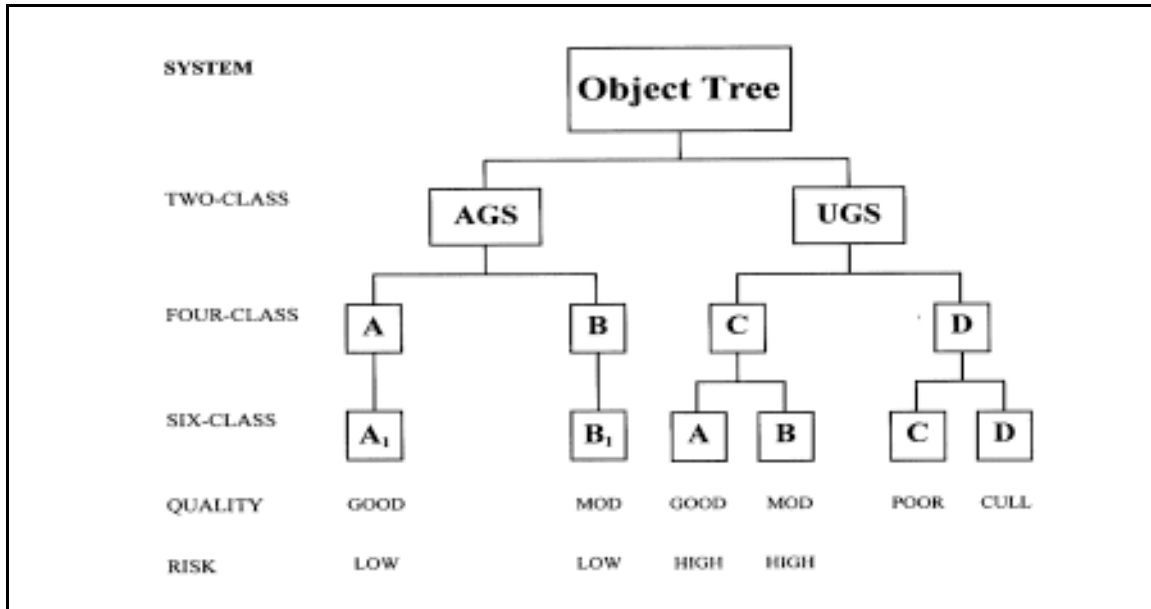 SYSTEM
Object Tree
TWO-CLASS
AGS UGS
FOUR-CLASS
A B C D
SIX-CLASS
A₁ B₁ A B C D
QUALITY GOOD MOD GOOD MOD POOR CULL
RISK LOW LOW HIGH HIGH